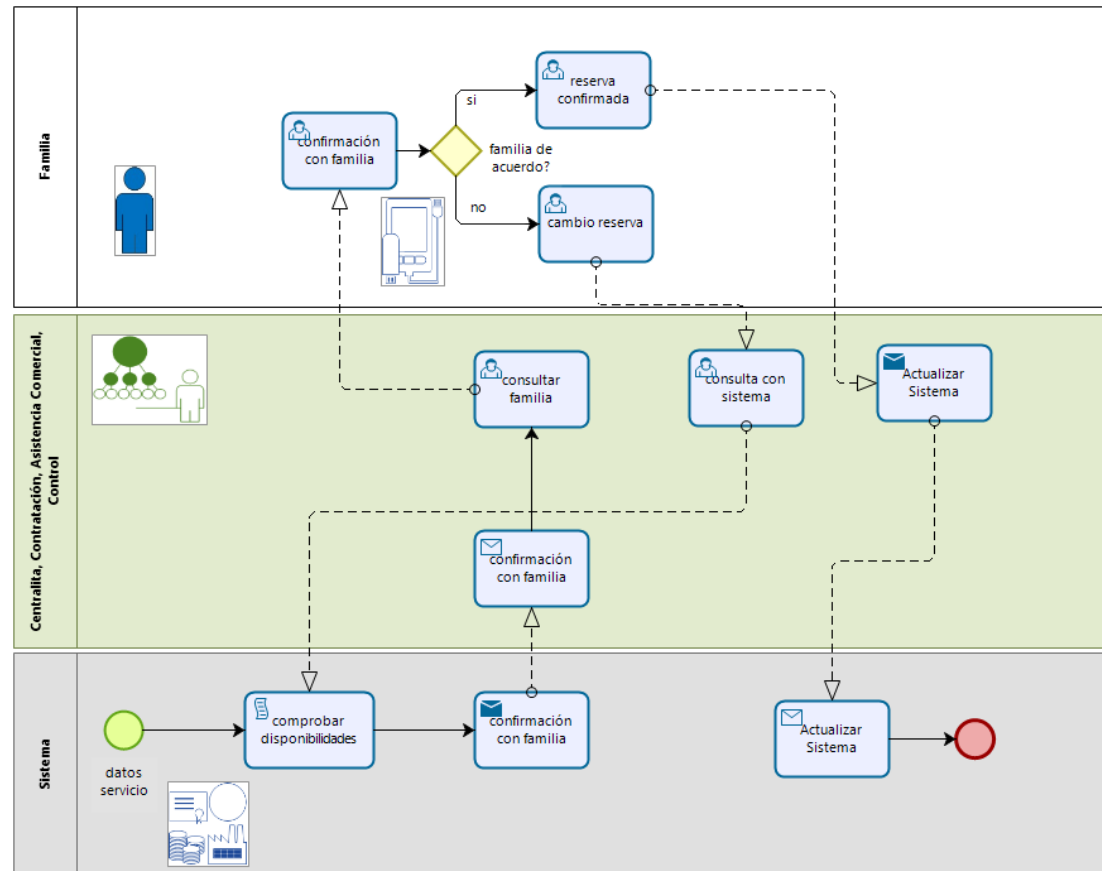 Familia
reserva
confirmada
si
confirmación
con familia
familia de
acuerdo?
no
cambio reserva
Centralita, Contratación, Asistencia Comercial,
Control
consultar
familia
consulta con
sistema
Actualizar
Sistema
confirmación
con familia
Sistema
comprobar
disponibilidades
confirmación
con familia
Actualizar
Sistema
datos
servicio